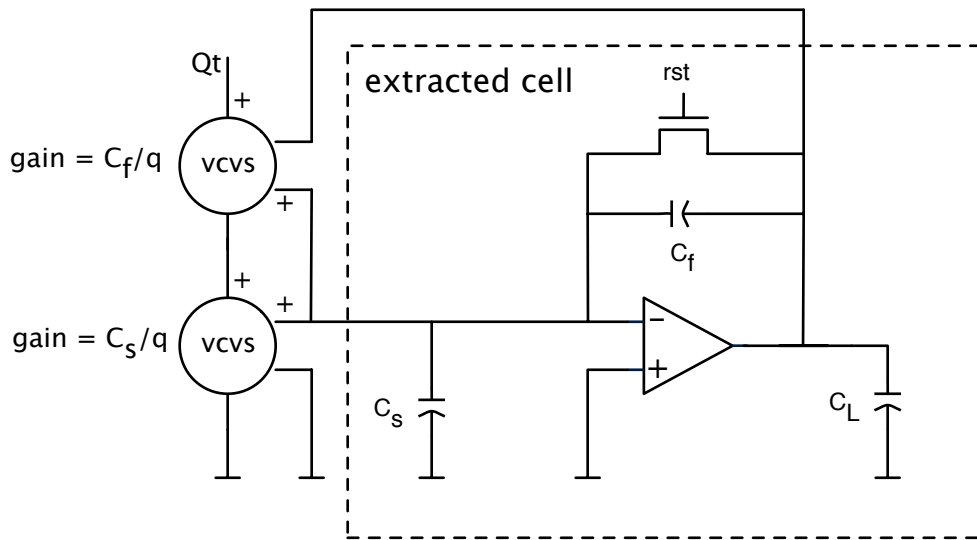 Qt
+
extracted cell
rst
gain = Cf/q
vcvs
+
Cf
+
+
gain = Cs/q
vcvs
−
+
Cs
CL